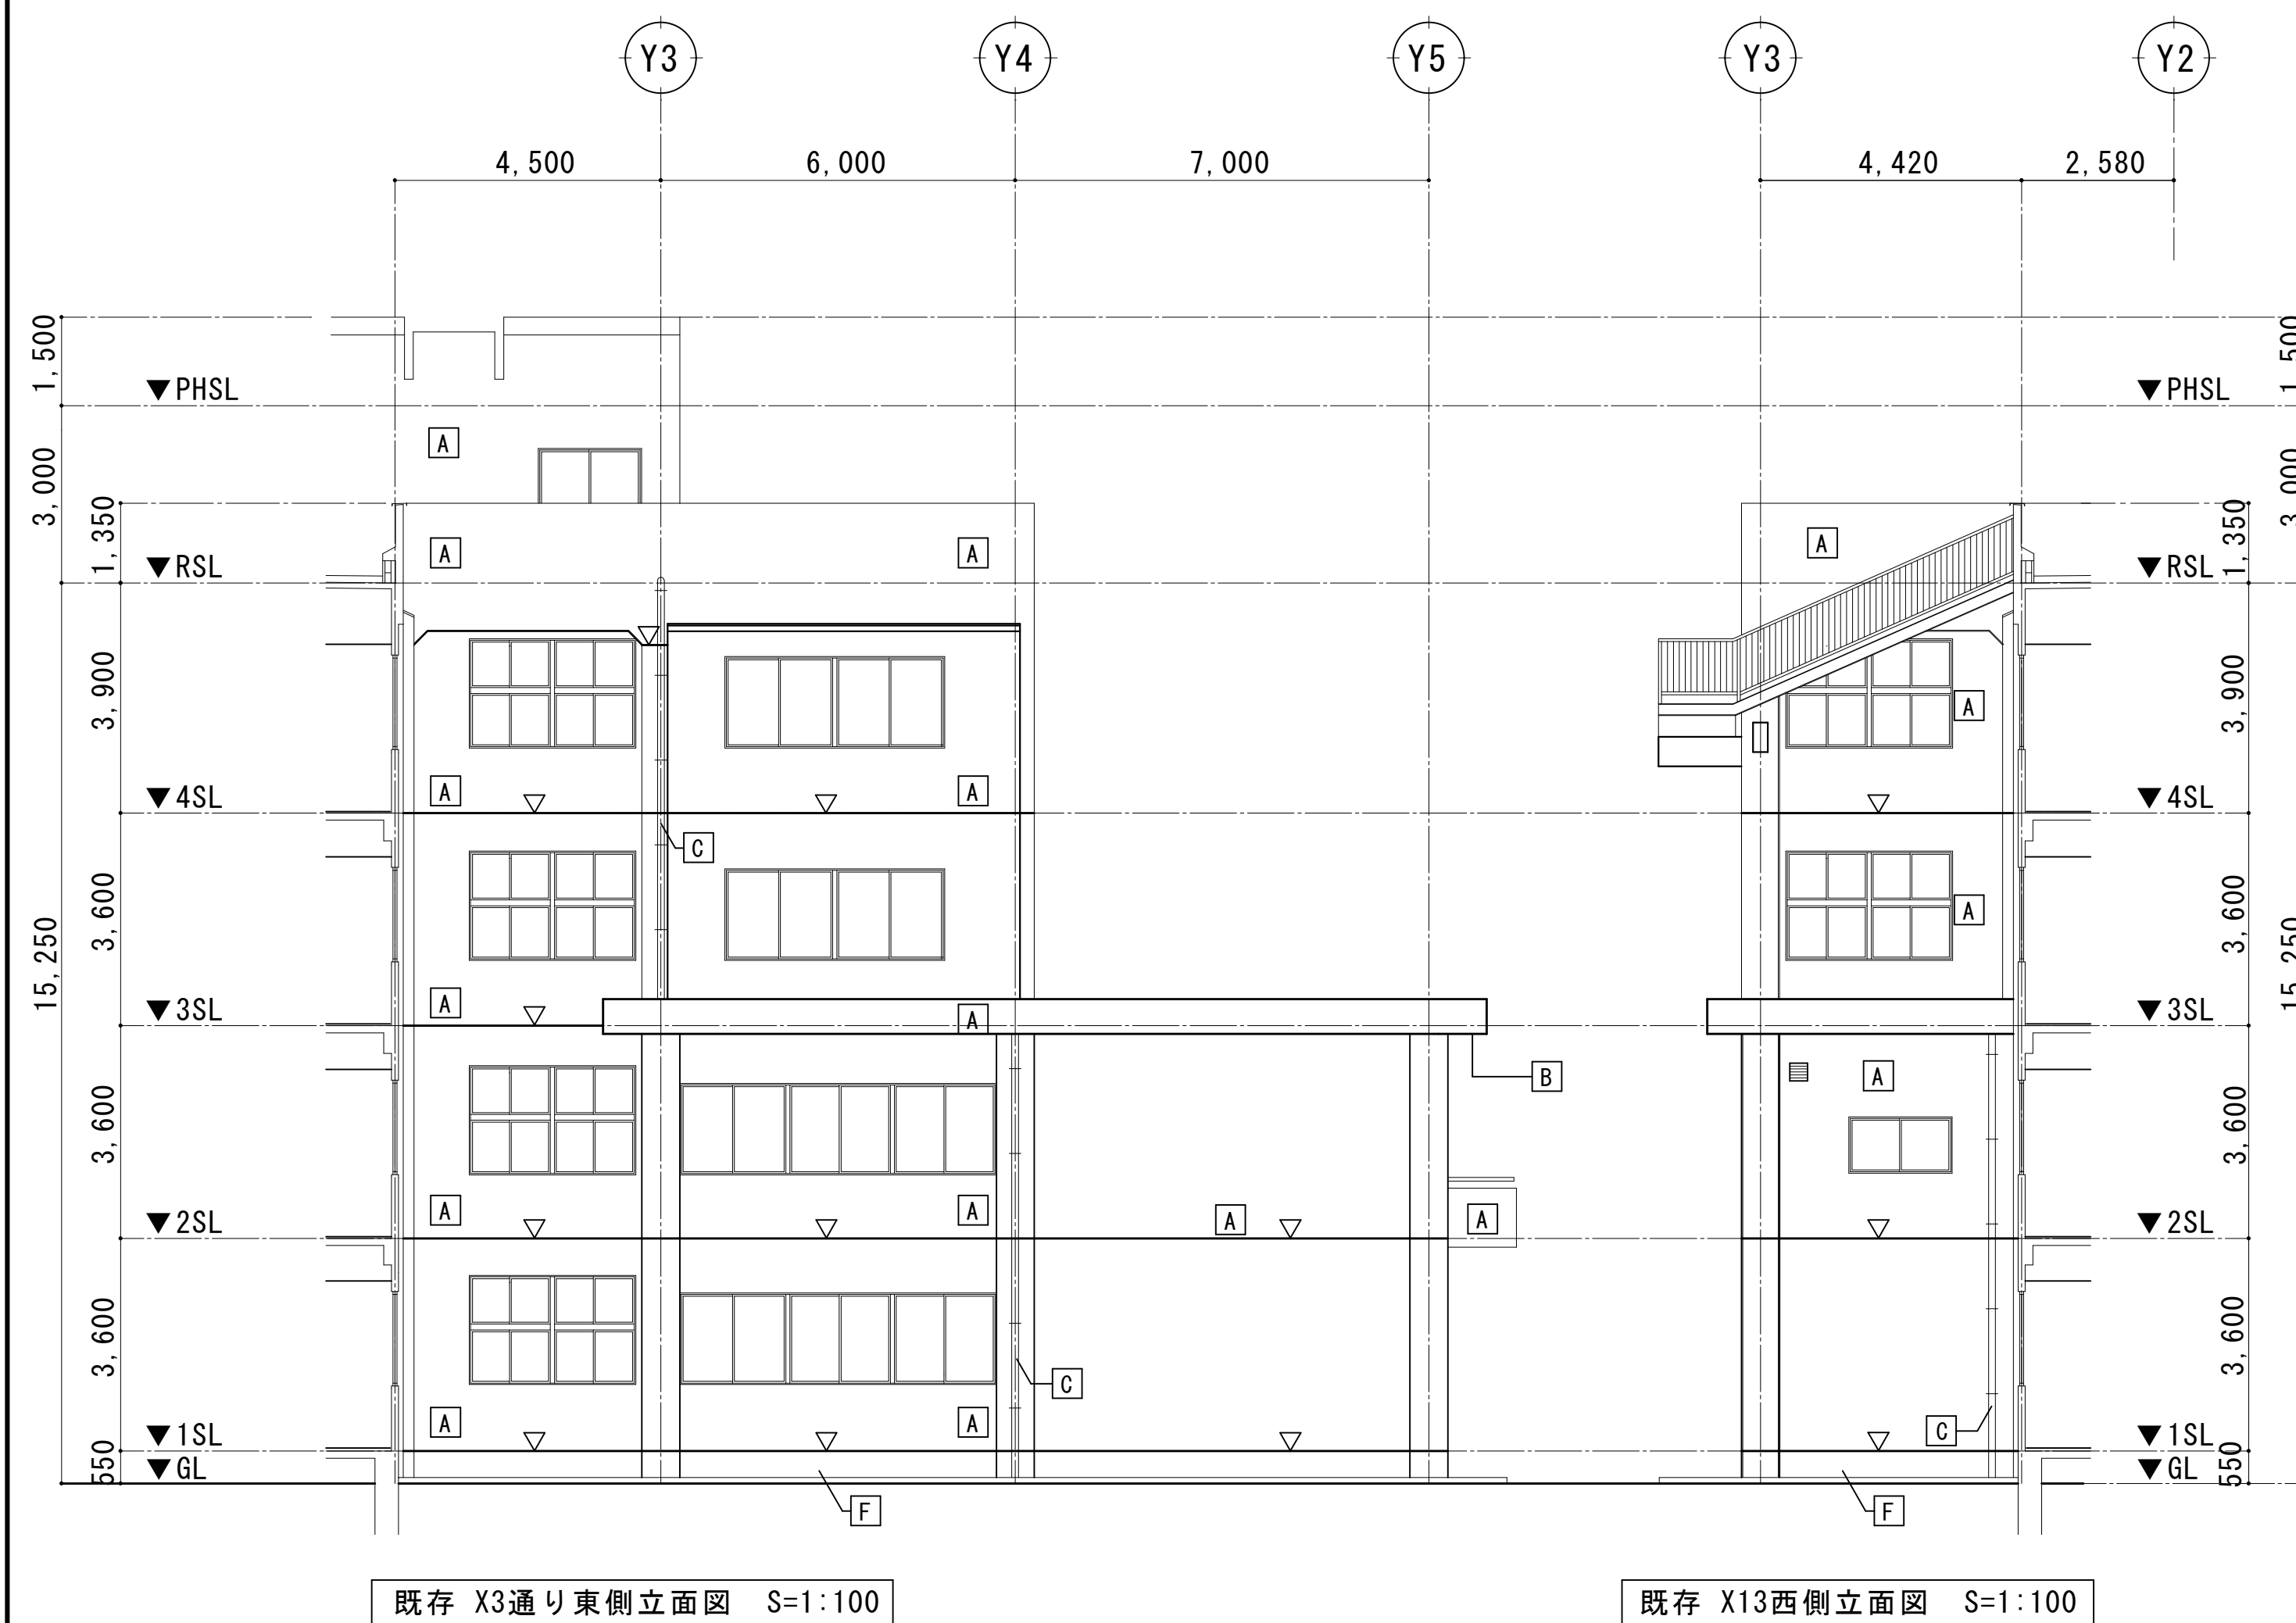 Y3 Y4 Y5 Y3 Y2
4,500 6,000 7,000 4,420 2,580
1,500 1,500
▼PHSL ▼PHSL
A
3,000 3,000
1,350 A A A 1,350
▼RSL ▼RSL
3,900 A 3,900
A A
▼4SL ▼4SL
C
3,600 A 3,600
15,250 15,250
A
▼3SL A ▼3SL
B A
3,600 3,600
A A A A
▼2SL ▼2SL
3,600 3,600
C
A A C
▼1SL ▼1SL
550 550
▼GL ▼GL
F F
既存 X3通り東側立面図 S=1:100
既存 X13西側立面図 S=1:100